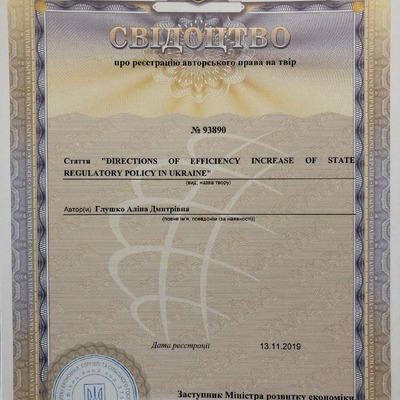 СВІДОЦТВО
про реєстрацію авторського права на твір
№ 93890
Стаття "DIRECTIONS OF EFFICIENCY INCREASE OF STATE
REGULATORY POLICY IN UKRAINE"
(вид, назва твору)
Автор(и) Глушко Аліна Дмитрівна
(повне ім'я, псевдонім (за наявності))
Дата реєстрації 13.11.2019
Заступник Міністра розвитку економіки,